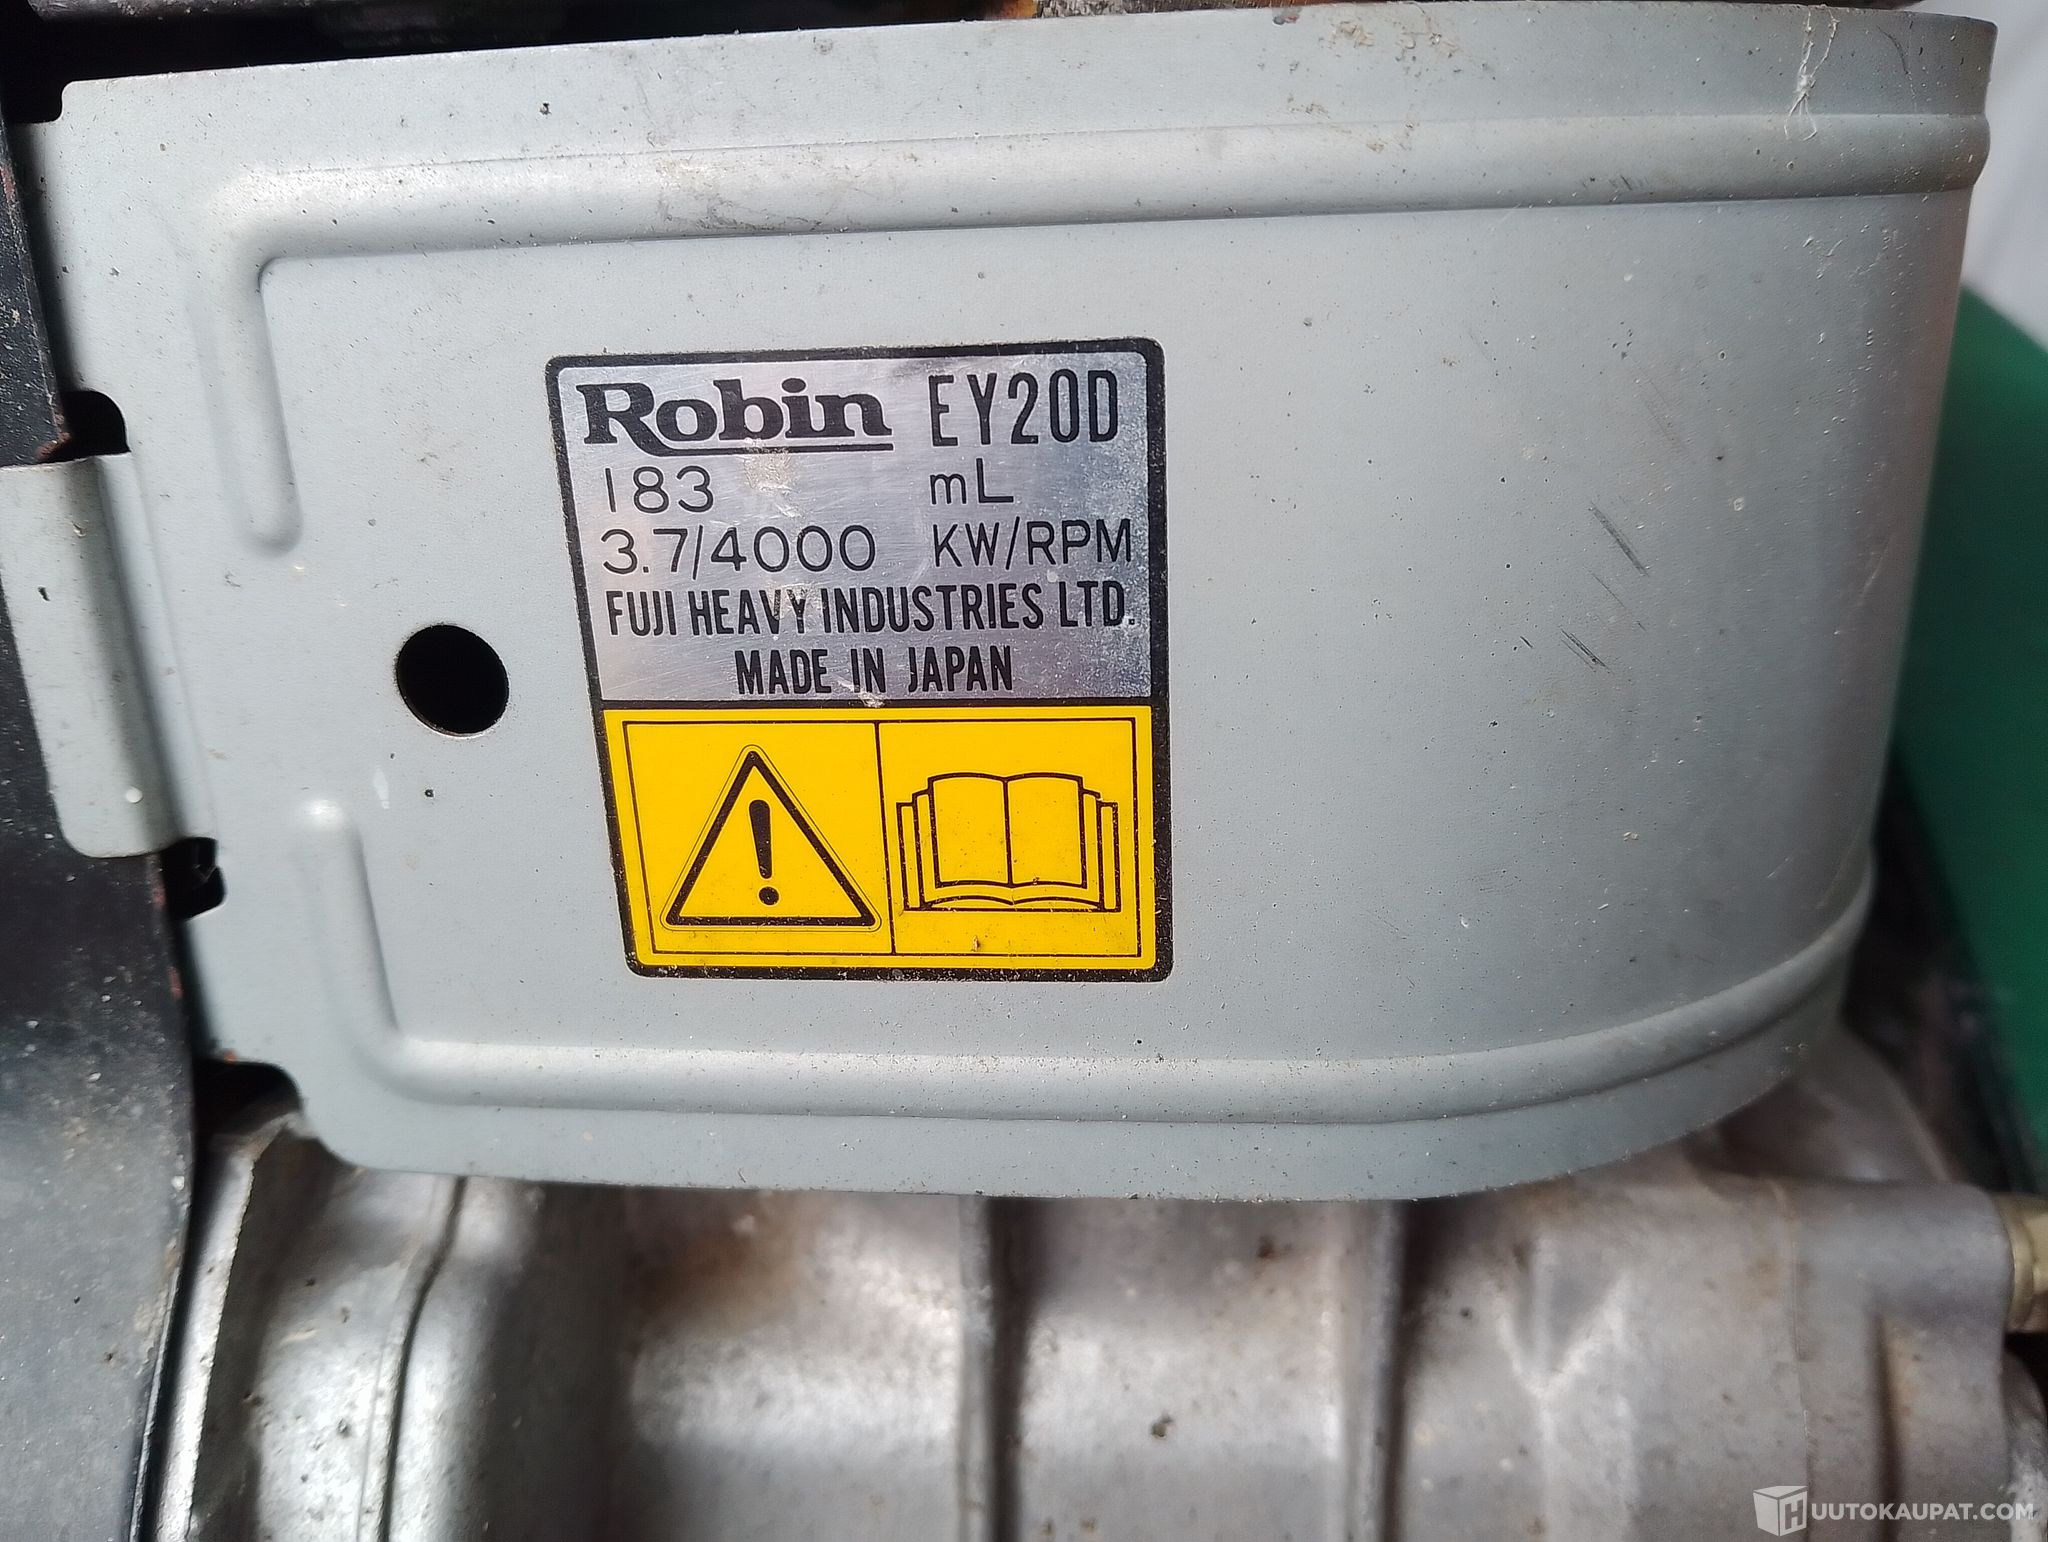 Robin EY20D
183 mL
3.7/4000 KW/RPM
FUJI HEAVY INDUSTRIES LTD.
MADE IN JAPAN
HUUTOKAUPAT.COM